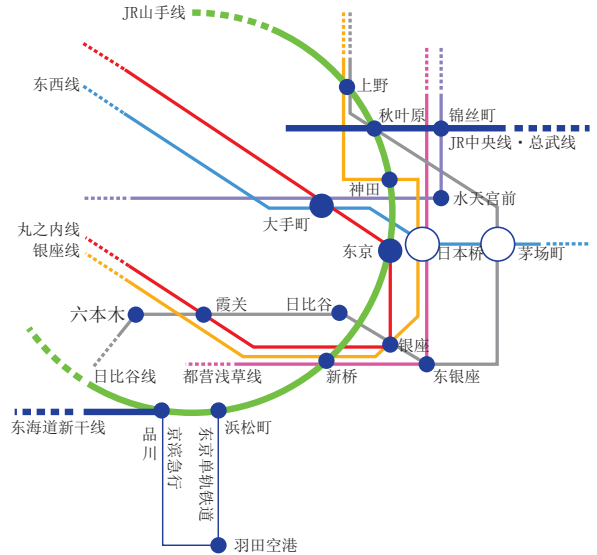 JR山手线
东西线
上野
秋叶原
锦丝町
JR中央线·总武线
神田
水天宫前
大手町
丸之内线
银座线
东京
日本桥
茅场町
六本木
霞关
日比谷
银座
日比谷线
都营浅草线
新桥
东银座
东海道新干线
品川
京滨急行
东京单轨铁道
浜松町
羽田空港